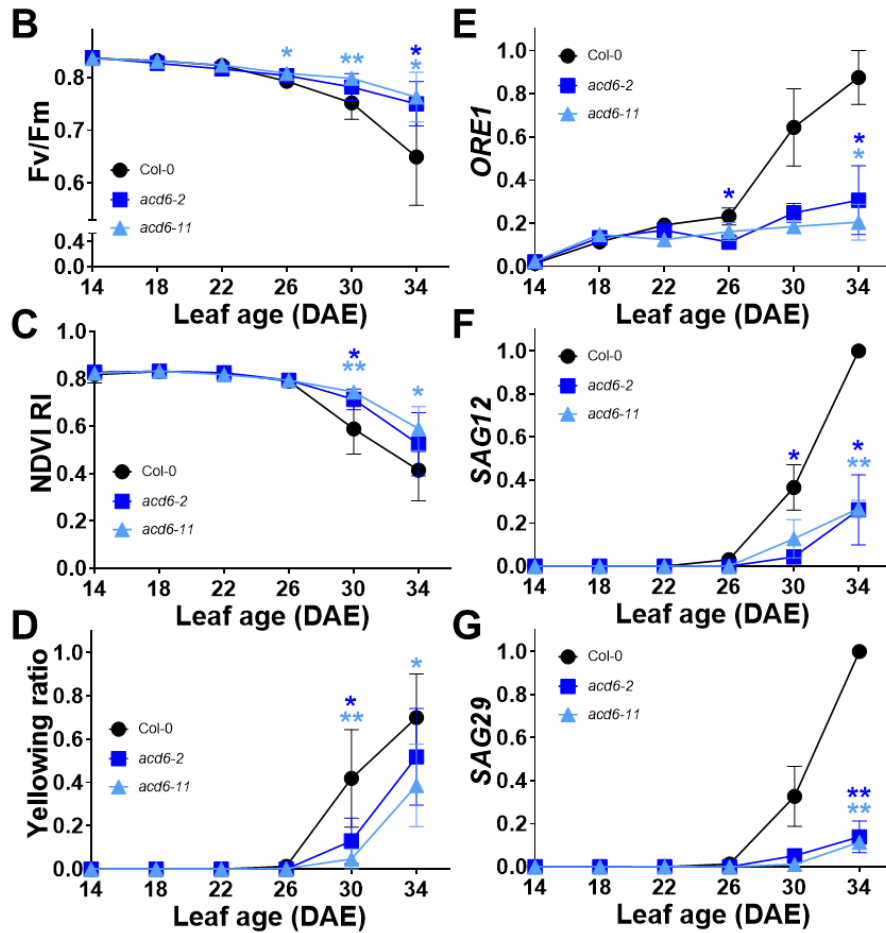 B
Fv/Fm
0.8
0.7
0.6
0.4
0.0
Col-0
acd6-2
acd6-11
*
**
*
*
14 18 22 26 30 34
Leaf age (DAE)
C
NDVI RI
1.0
0.8
0.6
0.4
0.2
0.0
Col-0
acd6-2
acd6-11
*
**
*
14 18 22 26 30 34
Leaf age (DAE)
D
Yellowing ratio
1.0
0.8
0.6
0.4
0.2
0.0
Col-0
acd6-2
acd6-11
*
**
*
14 18 22 26 30 34
Leaf age (DAE)
E
ORE1
1.0
0.8
0.6
0.4
0.2
0.0
Col-0
acd6-2
acd6-11
*
*
*
14 18 22 26 30 34
Leaf age (DAE)
F
SAG12
1.0
0.8
0.6
0.4
0.2
0.0
Col-0
acd6-2
acd6-11
*
*
**
14 18 22 26 30 34
Leaf age (DAE)
G
SAG29
1.0
0.8
0.6
0.4
0.2
0.0
Col-0
acd6-2
acd6-11
**
**
14 18 22 26 30 34
Leaf age (DAE)